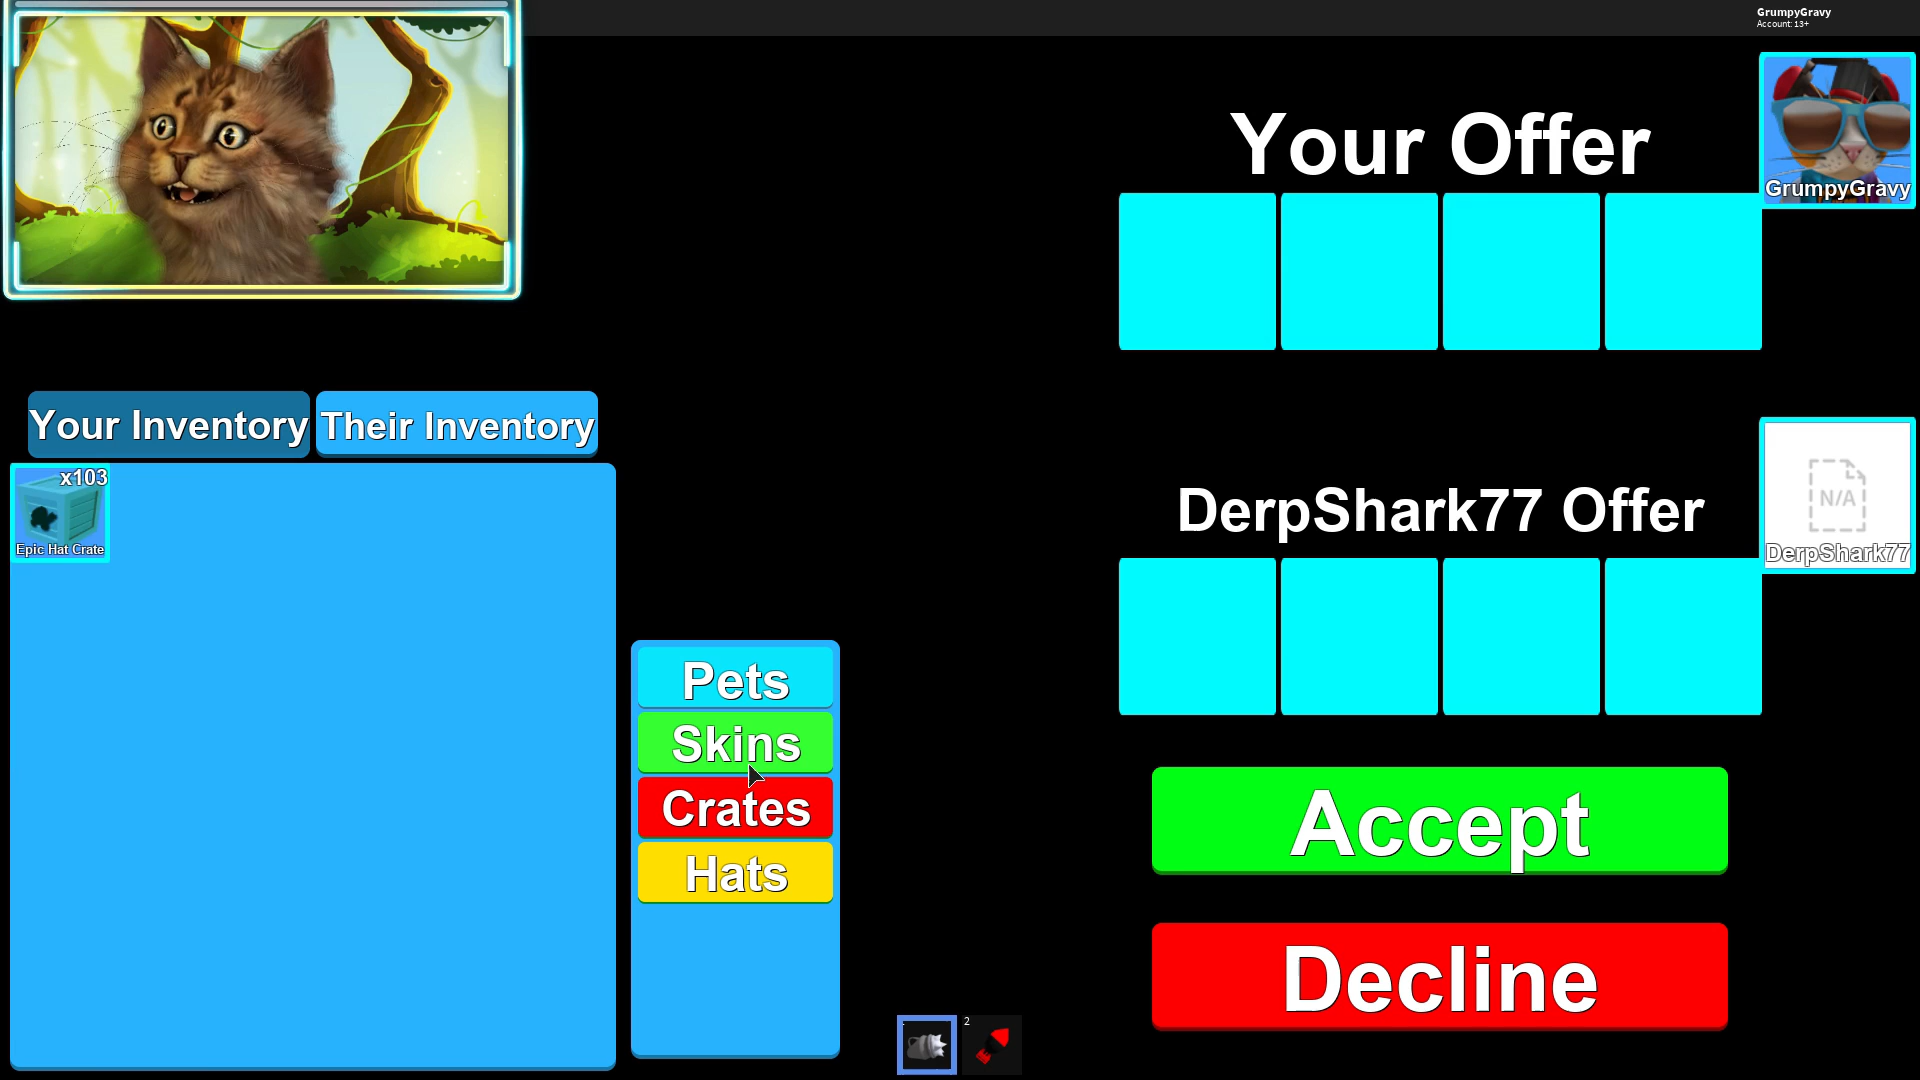 GrumpyGravy
Account: 13+
Your Offer
GrumpyGravy
Your Inventory
Their Inventory
x103
Epic Hat Crate
DerpShark77 Offer
N/A
DerpShark77
Pets
Skins
Crates
Hats
Accept
Decline
2